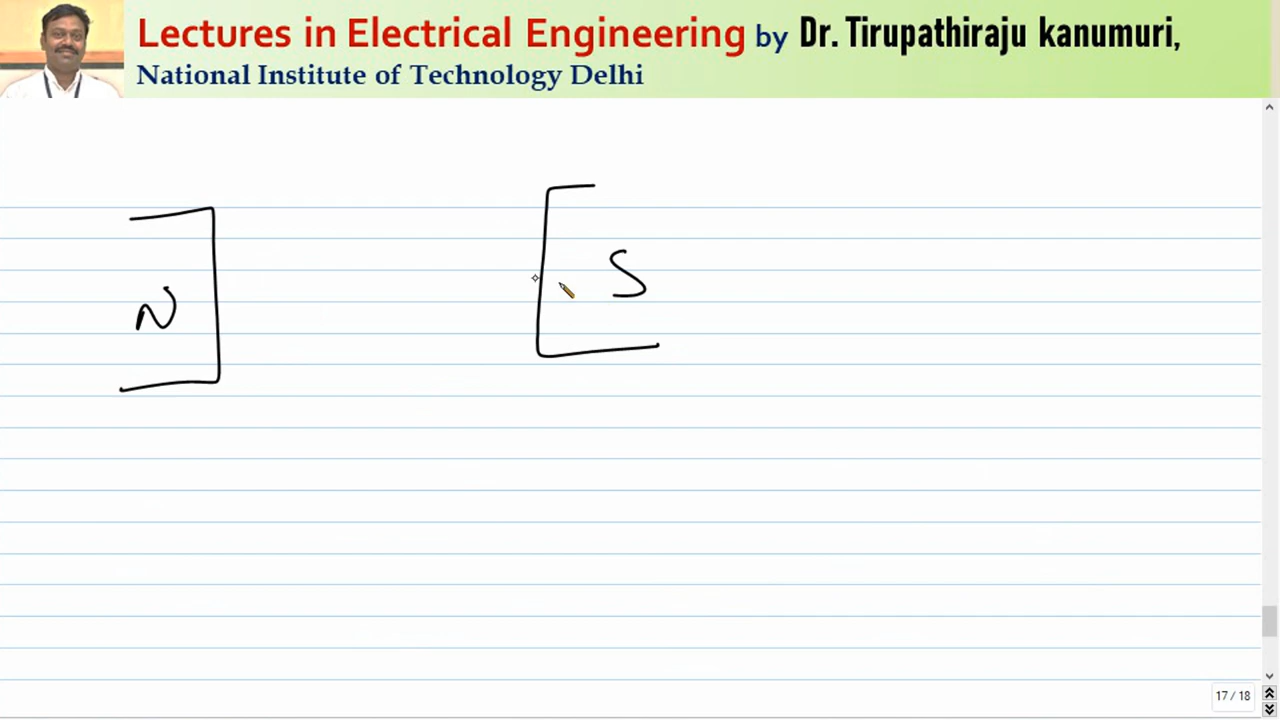 Lectures in Electrical Engineering by Dr. Tirupathiraju kanumuri,
National Institute of Technology Delhi
N
S
17 / 18